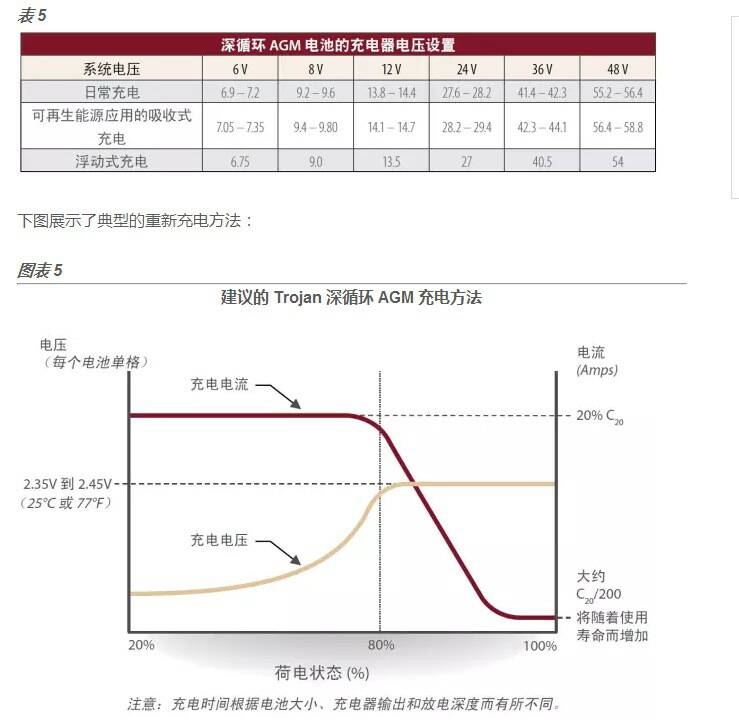 表 5
深循环 AGM 电池的充电器电压设置
系统电压 6 V 8 V 12 V 24 V 36 V 48 V
日常充电 6.9 – 7.2 9.2 – 9.6 13.8 – 14.4 27.6 – 28.2 41.4 – 42.3 55.2 – 56.4
可再生能源应用的吸收式
充电 7.05 – 7.35 9.4 – 9.80 14.1 – 14.7 28.2 – 29.4 42.3 – 44.1 56.4 – 58.8
浮动式充电 6.75 9.0 13.5 27 40.5 54
下图展示了典型的重新充电方法：
图表 5
建议的 Trojan 深循环 AGM 充电方法
电压
（每个电池单格）
电流
(Amps)
充电电流
20% C20
2.35V 到 2.45V
（25°C 或 77°F）
充电电压
大约
C20/200
将随着使用
寿命而增加
20% 80% 100%
荷电状态 (%)
注意：充电时间根据电池大小、充电器输出和放电深度而有所不同。